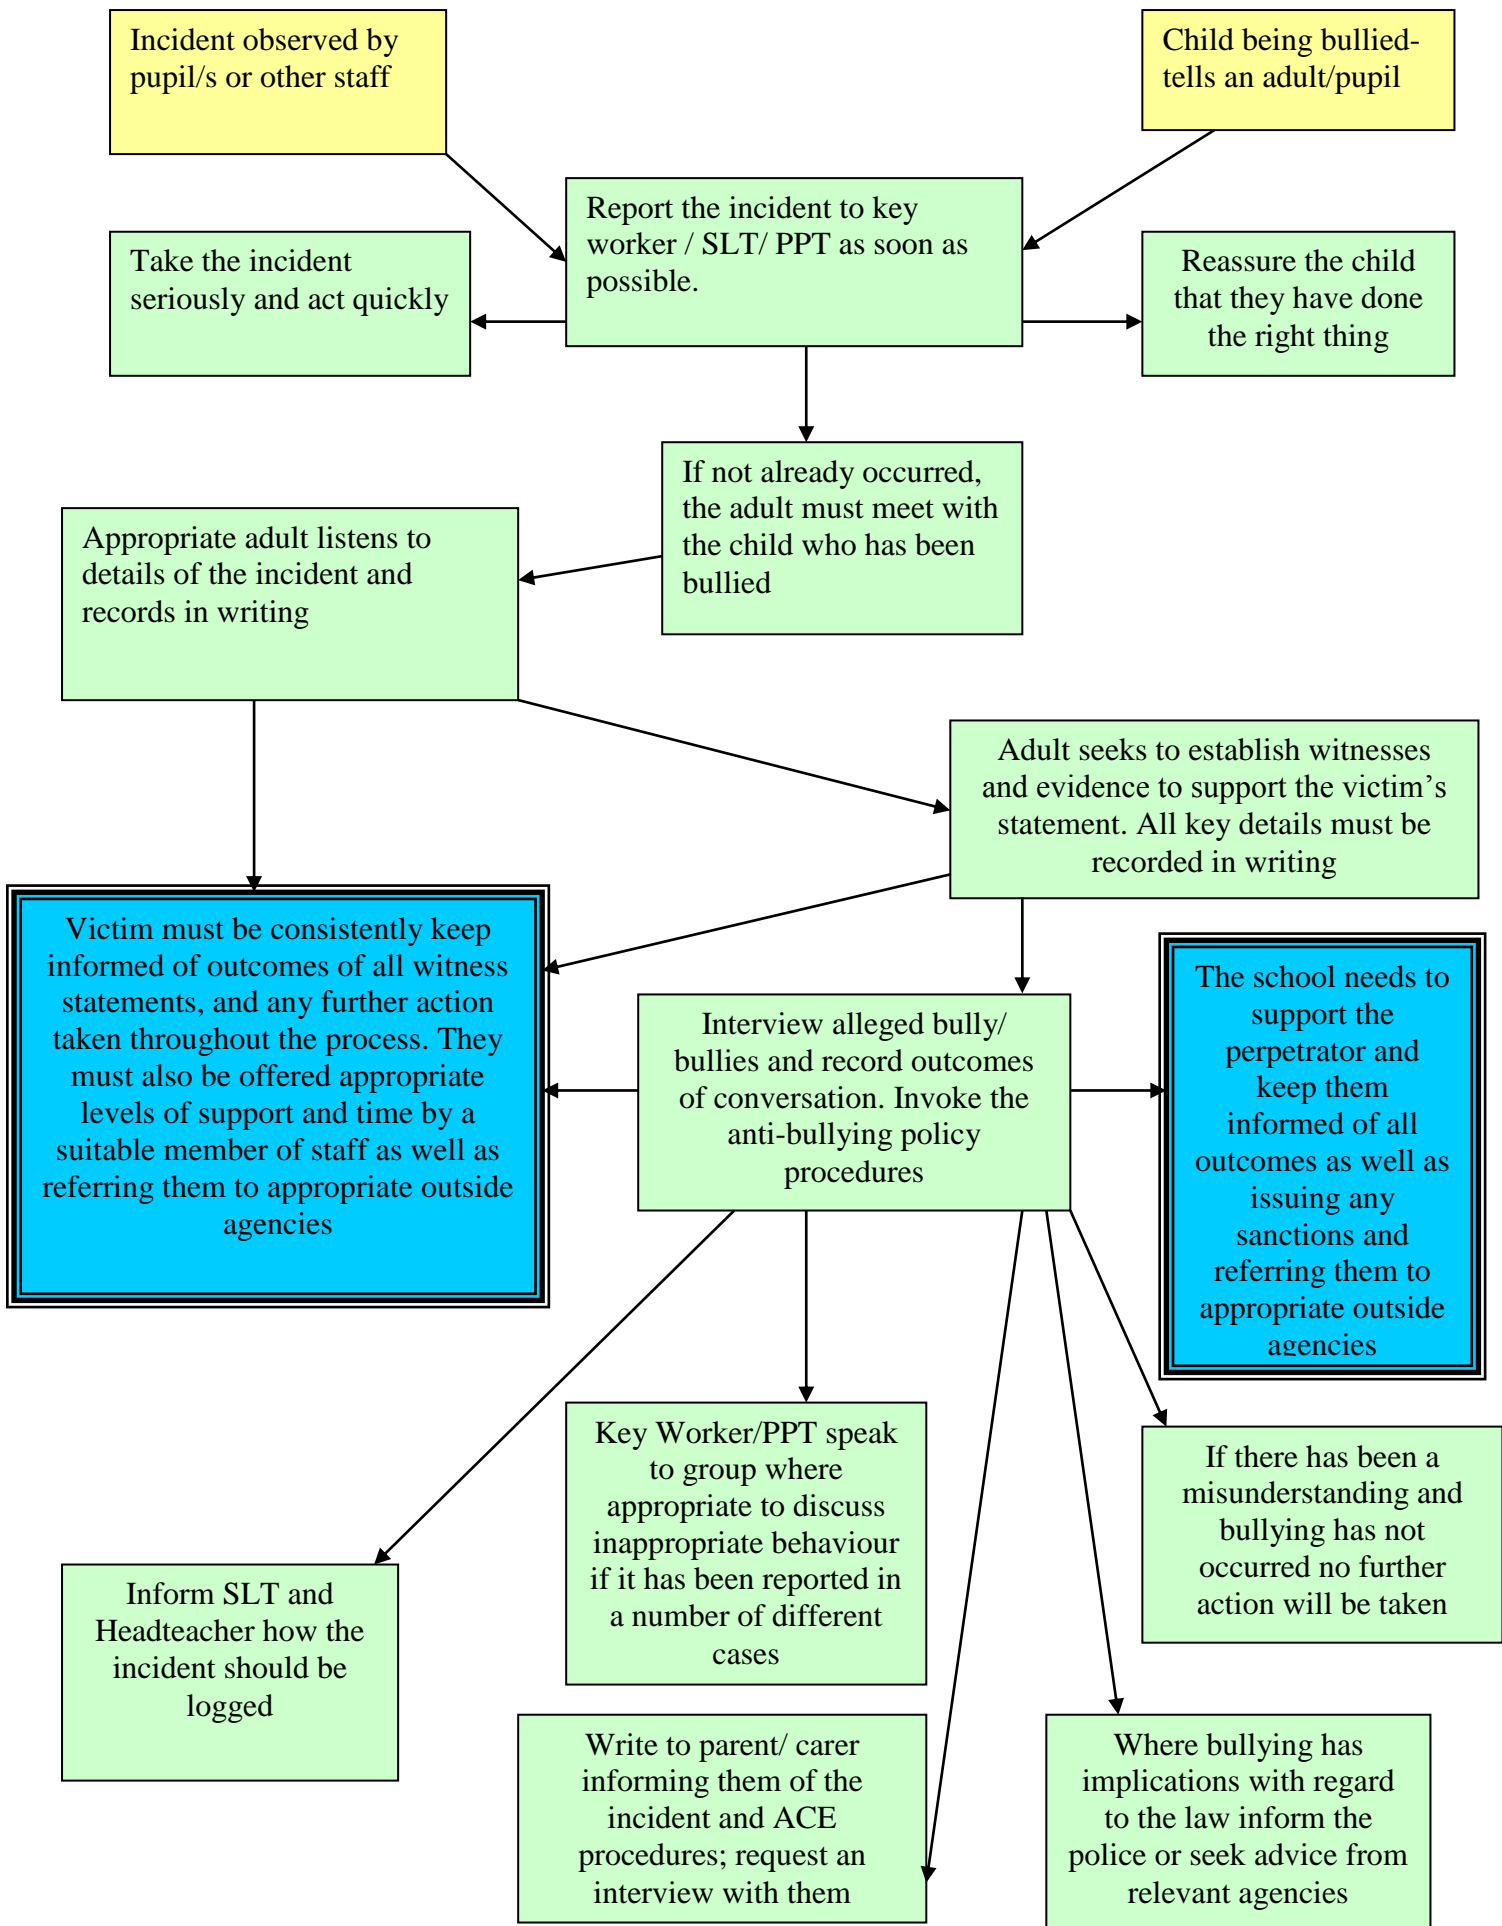 Incident observed by
pupil/s or other staff
Child being bullied-
tells an adult/pupil
Report the incident to key
worker / SLT/ PPT as soon as
possible.
Take the incident
seriously and act quickly
Reassure the child
that they have done
the right thing
If not already occurred,
the adult must meet with
the child who has been
bullied
Appropriate adult listens to
details of the incident and
records in writing
Adult seeks to establish witnesses
and evidence to support the victim’s
statement. All key details must be
recorded in writing
Victim must be consistently keep
informed of outcomes of all witness
statements, and any further action
taken throughout the process. They
must also be offered appropriate
levels of support and time by a
suitable member of staff as well as
referring them to appropriate outside
agencies
Interview alleged bully/
bullies and record outcomes
of conversation. Invoke the
anti-bullying policy
procedures
The school needs to
support the
perpetrator and
keep them
informed of all
outcomes as well as
issuing any
sanctions and
referring them to
appropriate outside
agencies
Key Worker/PPT speak
to group where
appropriate to discuss
inappropriate behaviour
if it has been reported in
a number of different
cases
If there has been a
misunderstanding and
bullying has not
occurred no further
action will be taken
Inform SLT and
Headteacher how the
incident should be
logged
Write to parent/ carer
informing them of the
incident and ACE
procedures; request an
interview with them
Where bullying has
implications with regard
to the law inform the
police or seek advice from
relevant agencies